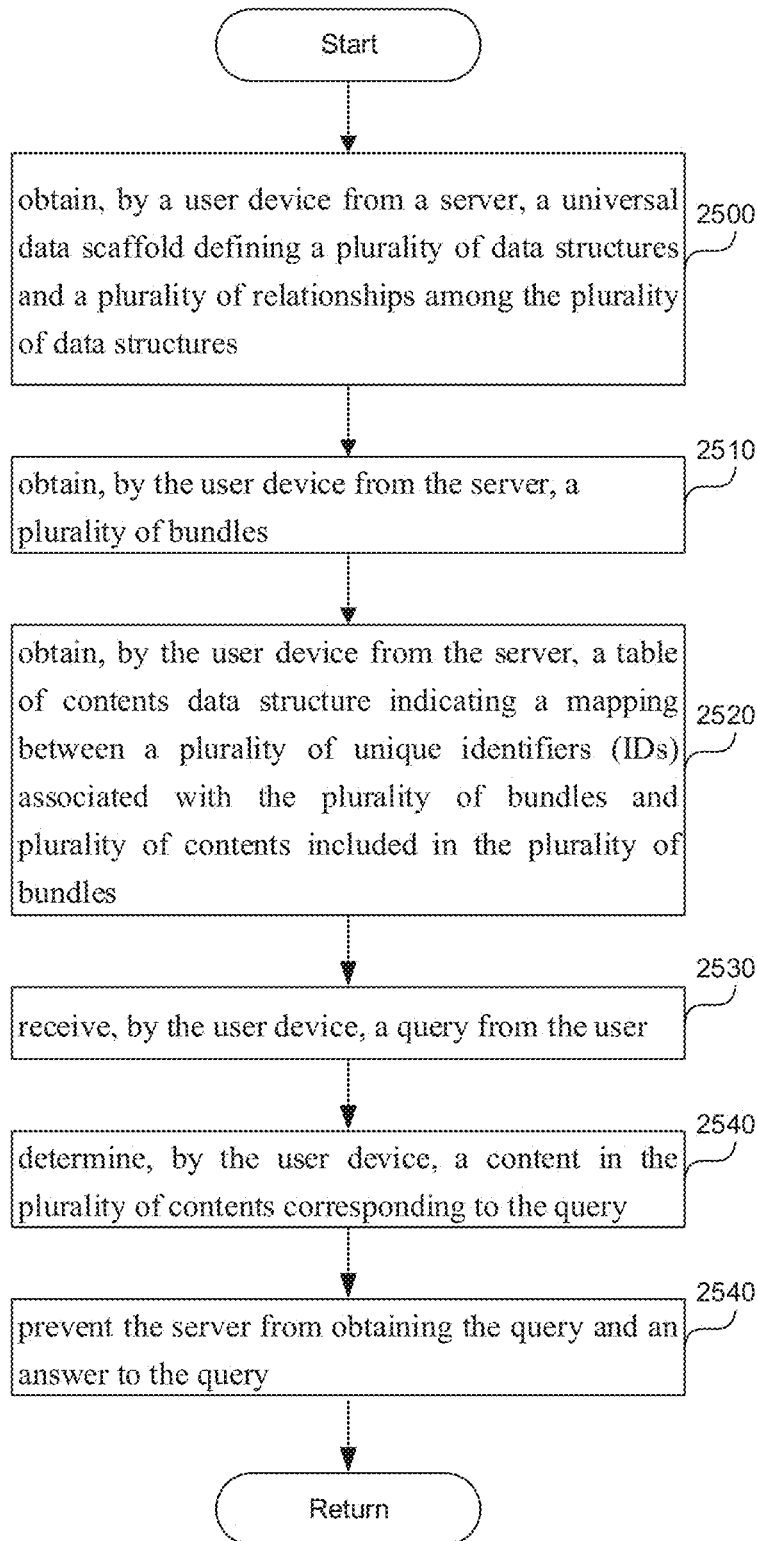 Start
obtain, by a user device from a server, a universal
data scaffold defining a plurality of data structures
and a plurality of relationships among the plurality
of data structures
2500
obtain, by the user device from the server, a
plurality of bundles
2510
obtain, by the user device from the server, a table
of contents data structure indicating a mapping
between a plurality of unique identifiers (IDs)
associated with the plurality of bundles and
plurality of contents included in the plurality of
bundles
2520
receive, by the user device, a query from the user
2530
determine, by the user device, a content in the
plurality of contents corresponding to the query
2540
prevent the server from obtaining the query and an
answer to the query
2540
Return